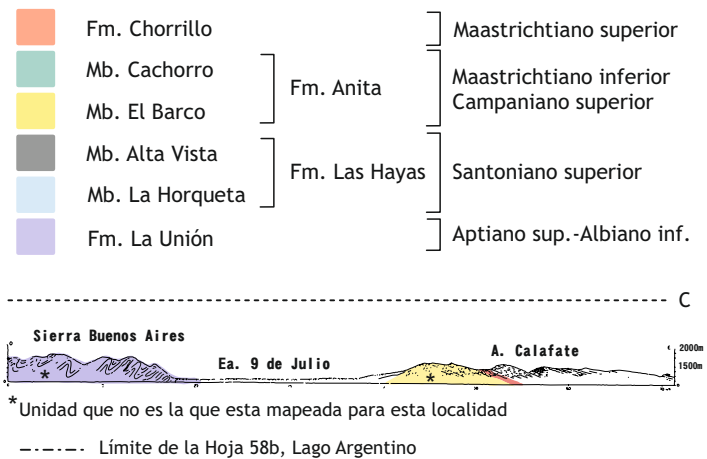 Fm. Chorrillo
Maastrichtiano superior
Mb. Cachorro
Mb. El Barco
Fm. Anita
Maastrichtiano inferior
Campaniano superior
Mb. Alta Vista
Mb. La Horqueta
Fm. Las Hayas
Santoniano superior
Fm. La Unión
Aptiano sup.-Albiano inf.
C
Sierra Buenos Aires
Ea. 9 de Julio
A. Calafate
2000m
1500m
*Unidad que no es la que esta mapeada para esta localidad
Límite de la Hoja 58b, Lago Argentino